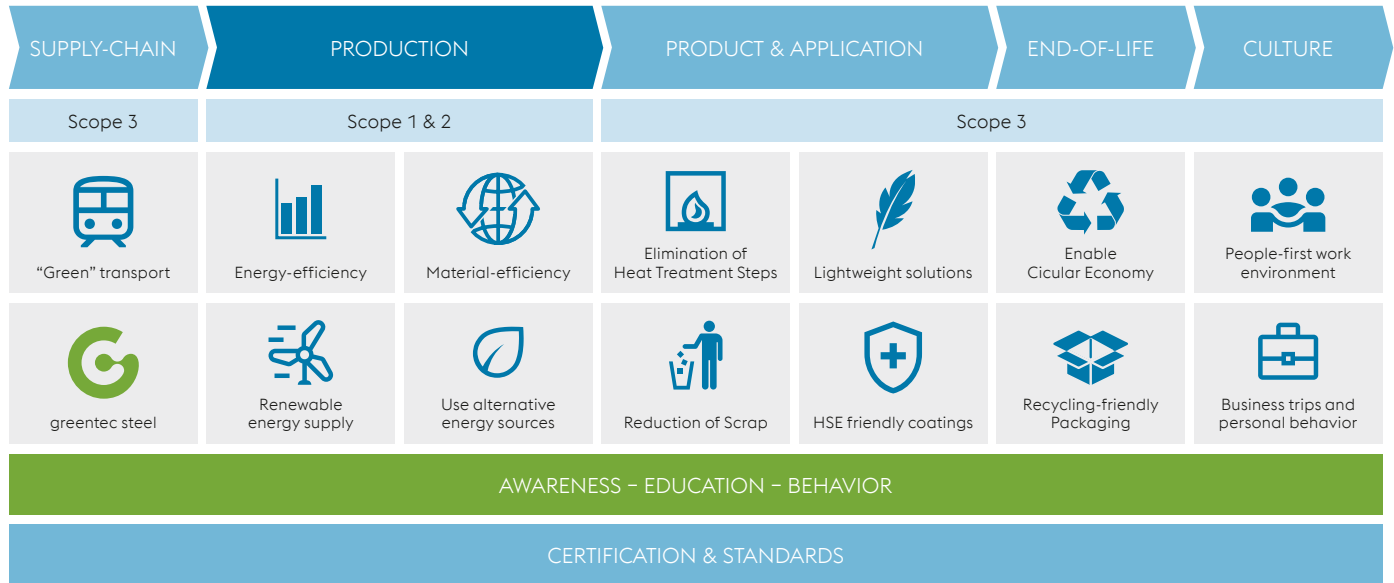 SUPPLY-CHAIN
PRODUCTION
PRODUCT & APPLICATION
END-OF-LIFE
CULTURE
Scope 3
Scope 1 & 2
Scope 3
“Green” transport
Energy-efficiency
Material-efficiency
Elimination of
Heat Treatment Steps
Lightweight solutions
Enable
Cicular Economy
People-first work
environment
greentec steel
Renewable
energy supply
Use alternative
energy sources
Reduction of Scrap
HSE friendly coatings
Recycling-friendly
Packaging
Business trips and
personal behavior
AWARENESS – EDUCATION – BEHAVIOR
CERTIFICATION & STANDARDS